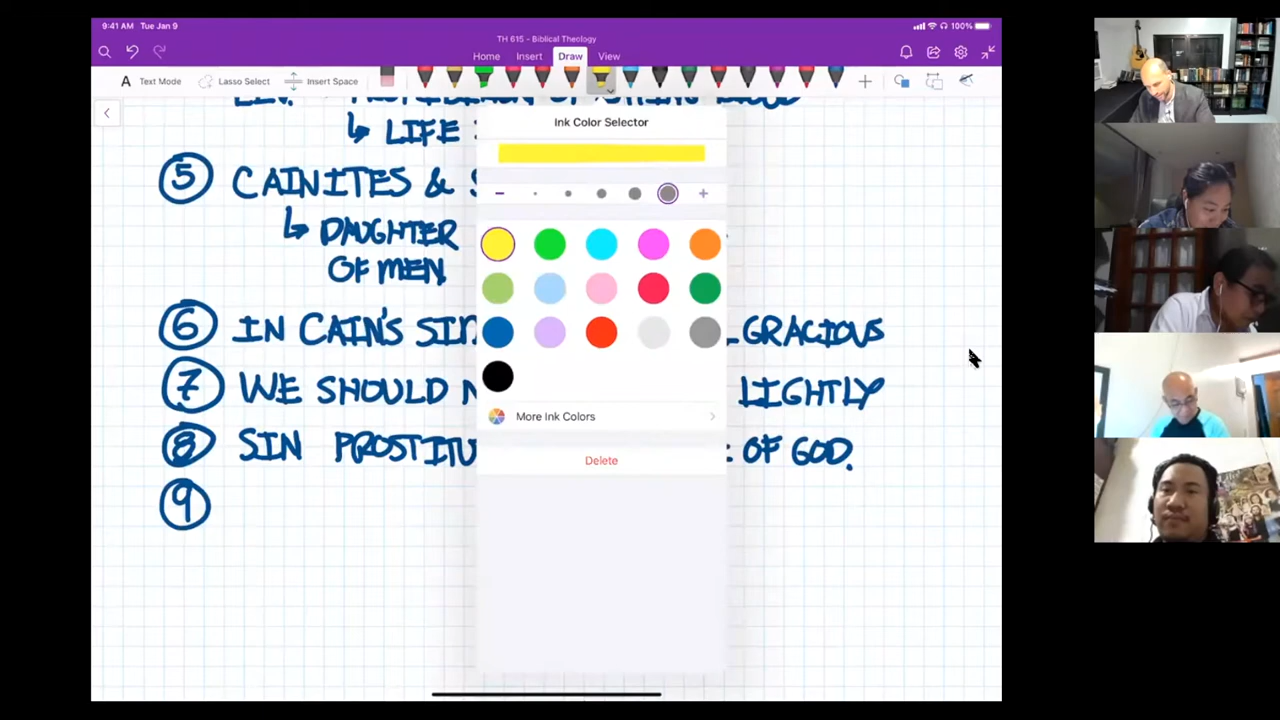 9:41 AM Tue Jan 9
100%
TH 615 - Biblical Theology
Home Insert Draw View
Text Mode Lasso Select Insert Space
Ink Color Selector
↳ LIFE
⑤ CAINITES &
↳ DAUGHTER
OF MEN.
⑥ IN CAIN'S SIN GRACIOUS
⑦ WE SHOULD LIGHTLY
⑧ SIN PROSTITU OF GOD.
⑨
More Ink Colors
Delete